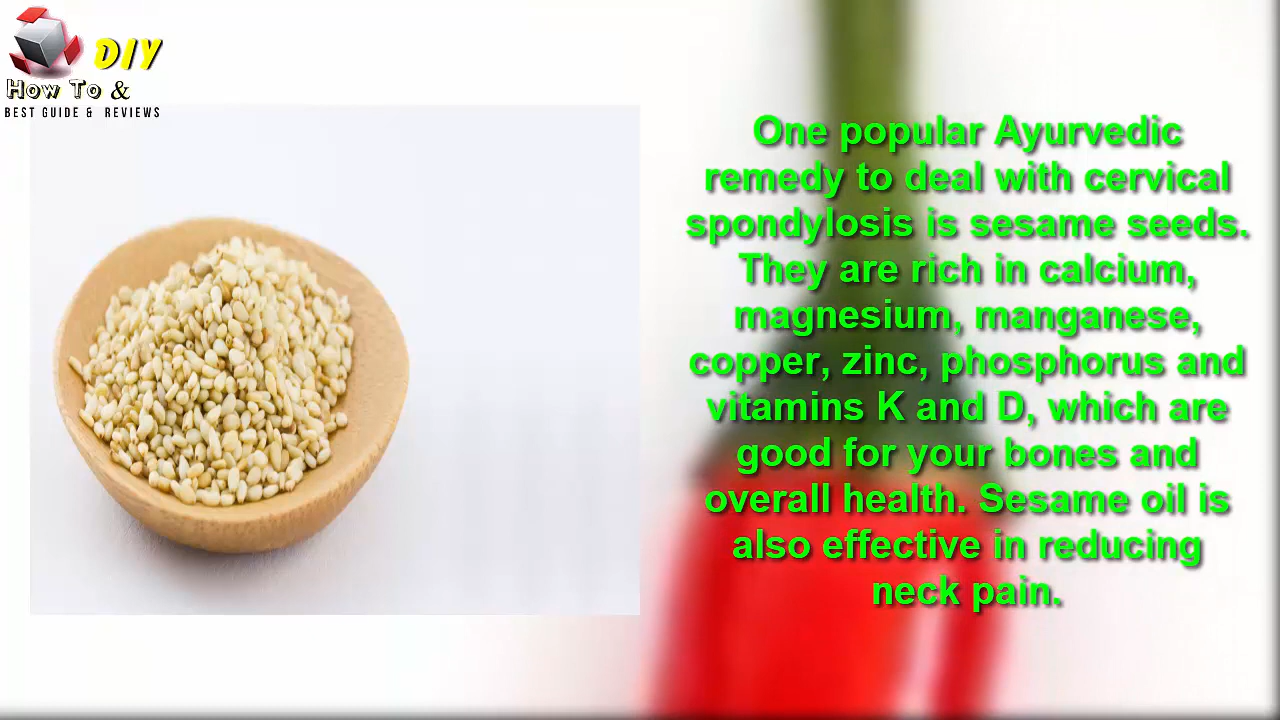 DIY
How To &
BEST GUIDE & REVIEWS
One popular Ayurvedic
remedy to deal with cervical
spondylosis is sesame seeds.
They are rich in calcium,
magnesium, manganese,
copper, zinc, phosphorus and
vitamins K and D, which are
good for your bones and
overall health. Sesame oil is
also effective in reducing
neck pain.